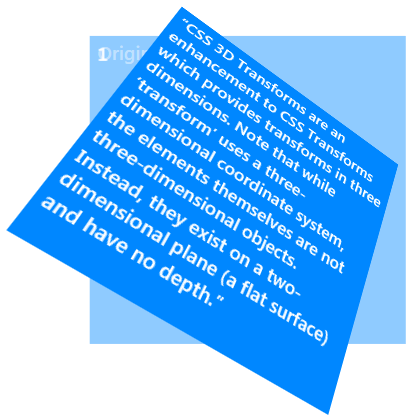 1
“CSS 3D Transforms are an
enhancement to CSS Transforms
which provides transforms in three
dimensions. Note that while
‘transform’ uses a three-
dimensional coordinate system,
the elements themselves are not
three-dimensional objects.
Instead, they exist on a two-
dimensional plane (a flat surface)
and have no depth.”